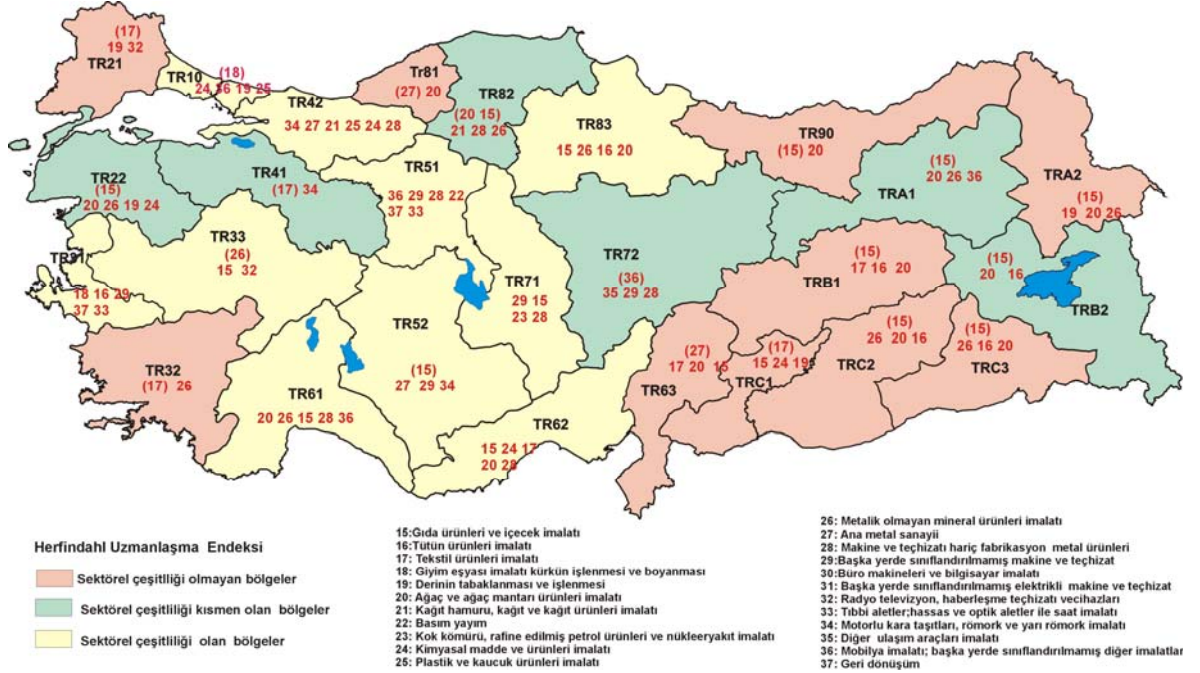 (17)
19 32
TR21
TR10
(18)
24 36 19 25
TR42
34 27 21 25 24 28
Tr81
(27) 20
TR82
(20 15)
21 28 26
TR83
15 26 16 20
TR90
(15) 20
(15)
20 26 36
TRA1
TRA2
(15)
19 20 26
TR22
(15)
20 26 19 24
TR41
(17) 34
TR51
36 29 28 22
37 33
TR33
(26)
15 32
TR31
18 16 29
37 33
TR72
(36)
35 29 28
TR71
29 15
23 28
(15)
17 16 20
TRB1
(15)
20 16
TRB2
TR52
(15)
27 29 34
TR32
(17) 26
TR61
20 26 15 28 36
TR62
15 24 17
20 28
(27)
17 20 15
TR63
(17)
15 24 19
TRC1
(15)
26 20 16
TRC2
(15)
26 16 20
TRC3
Herfindahl Uzmanlaşma Endeksi
Sektörel çeşitliği olmayan bölgeler
Sektörel çeşitliliği kısmen olan bölgeler
Sektörel çeşitliliği olan bölgeler
15:Gıda ürünleri ve içecek imalatı
16:Tütün ürünleri imalatı
17: Tekstil ürünleri imalatı
18: Giyim eşyası imalatı kürkün işlenmesi ve boyanması
19: Derinin tabaklanması ve işlenmesi
20: Ağaç ve ağaç mantarı ürünleri imalatı
21: Kağıt hamuru, kağıt ve kağıt ürünleri imalatı
22: Basım yayım
23: Kok kömürü, rafine edilmiş petrol ürünleri ve nükleeryakıt imalatı
24: Kimyasal madde ve ürünleri imalatı
25: Plastik ve kaucuk ürünleri imalatı
26: Metalik olmayan mineral ürünleri imalatı
27: Ana metal sanayii
28: Makine ve teçhizatı hariç fabrikasyon metal ürünleri
29:Başka yerde sınıflandırılmamış makine ve teçhizat
30:Büro makineleri ve bilgisayar imalatı
31: Başka yerde sınıflandırılmamış elektrikli makine ve teçhizat
32: Radyo televizyon, haberleşme teçhizatı vecihazları
33: Tıbbi aletler;hassas ve optik aletler ile saat imalatı
34: Motorlu kara taşıtları, römork ve yarı römork imalatı
35: Diğer ulaşım araçları imalatı
36: Mobilya imalatı; başka yerde sınıflandırılmamış diğer imalatlar
37: Geri dönüşüm